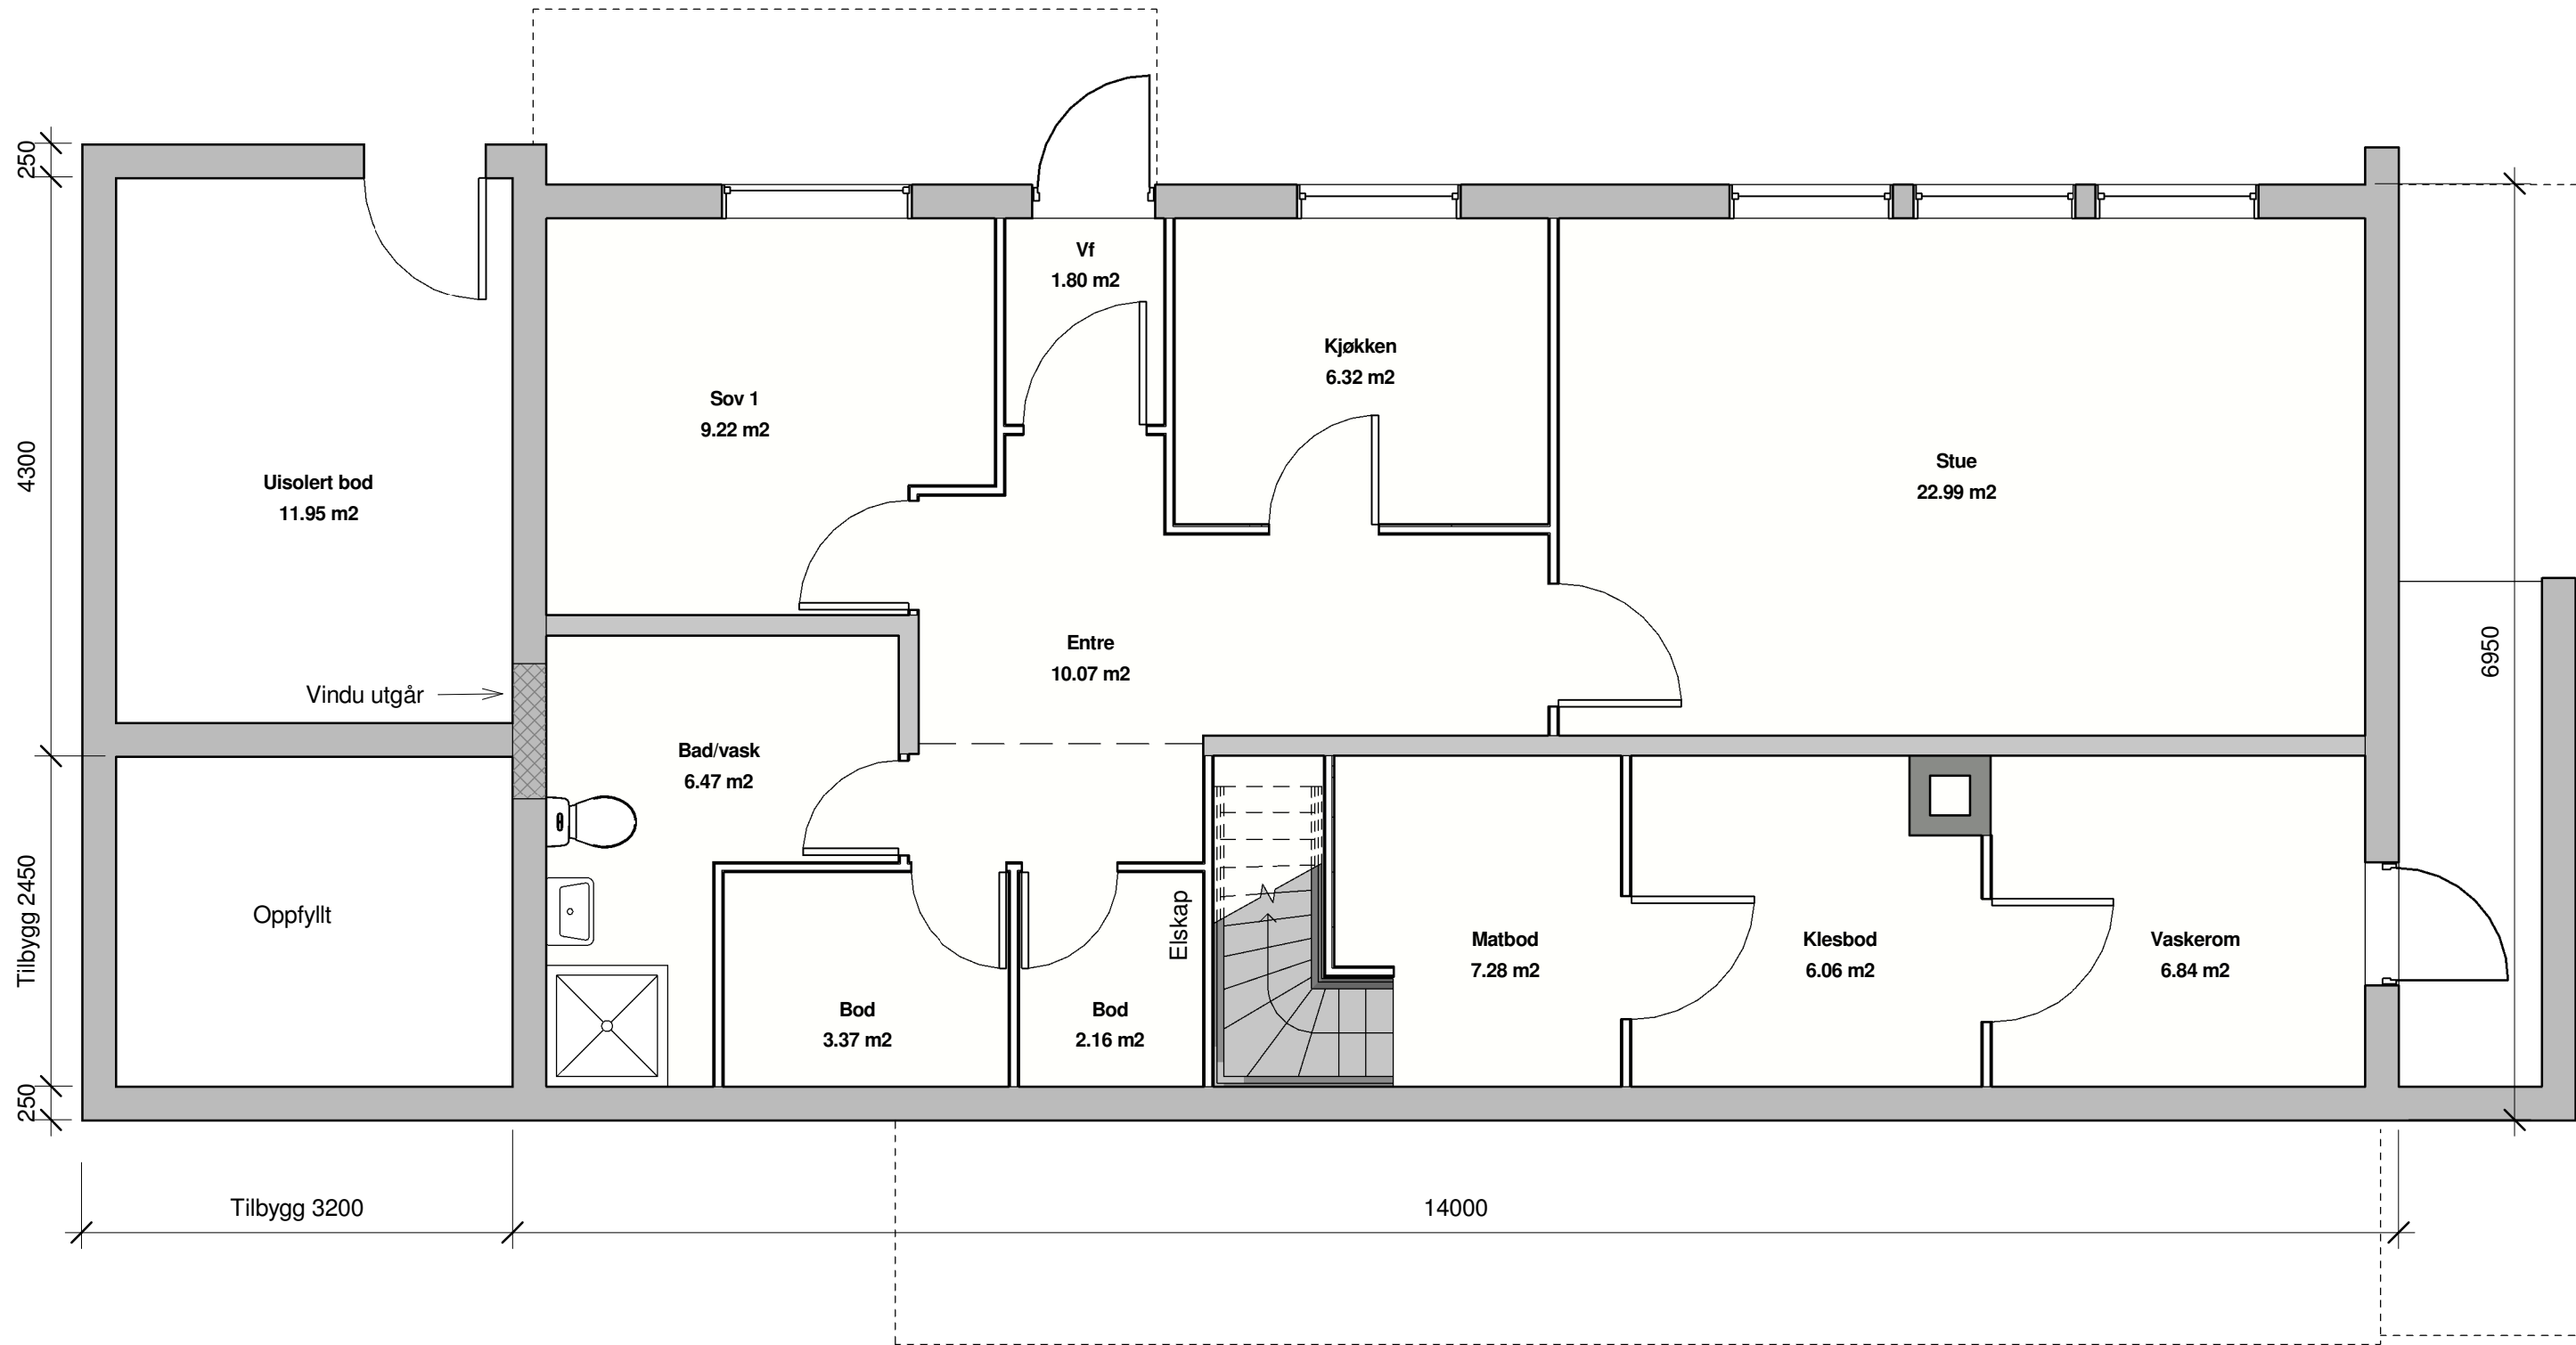 250
4300
Tilbygg 2450
250
Uisolert bod
11.95 m2
Vindu utgår
Oppfyllt
Sov 1
9.22 m2
Vf
1.80 m2
Kjøkken
6.32 m2
Stue
22.99 m2
Entre
10.07 m2
Bad/vask
6.47 m2
Bod
3.37 m2
Bod
2.16 m2
Elskap
Matbod
7.28 m2
Klesbod
6.06 m2
Vaskerom
6.84 m2
6950
Tilbygg 3200
14000